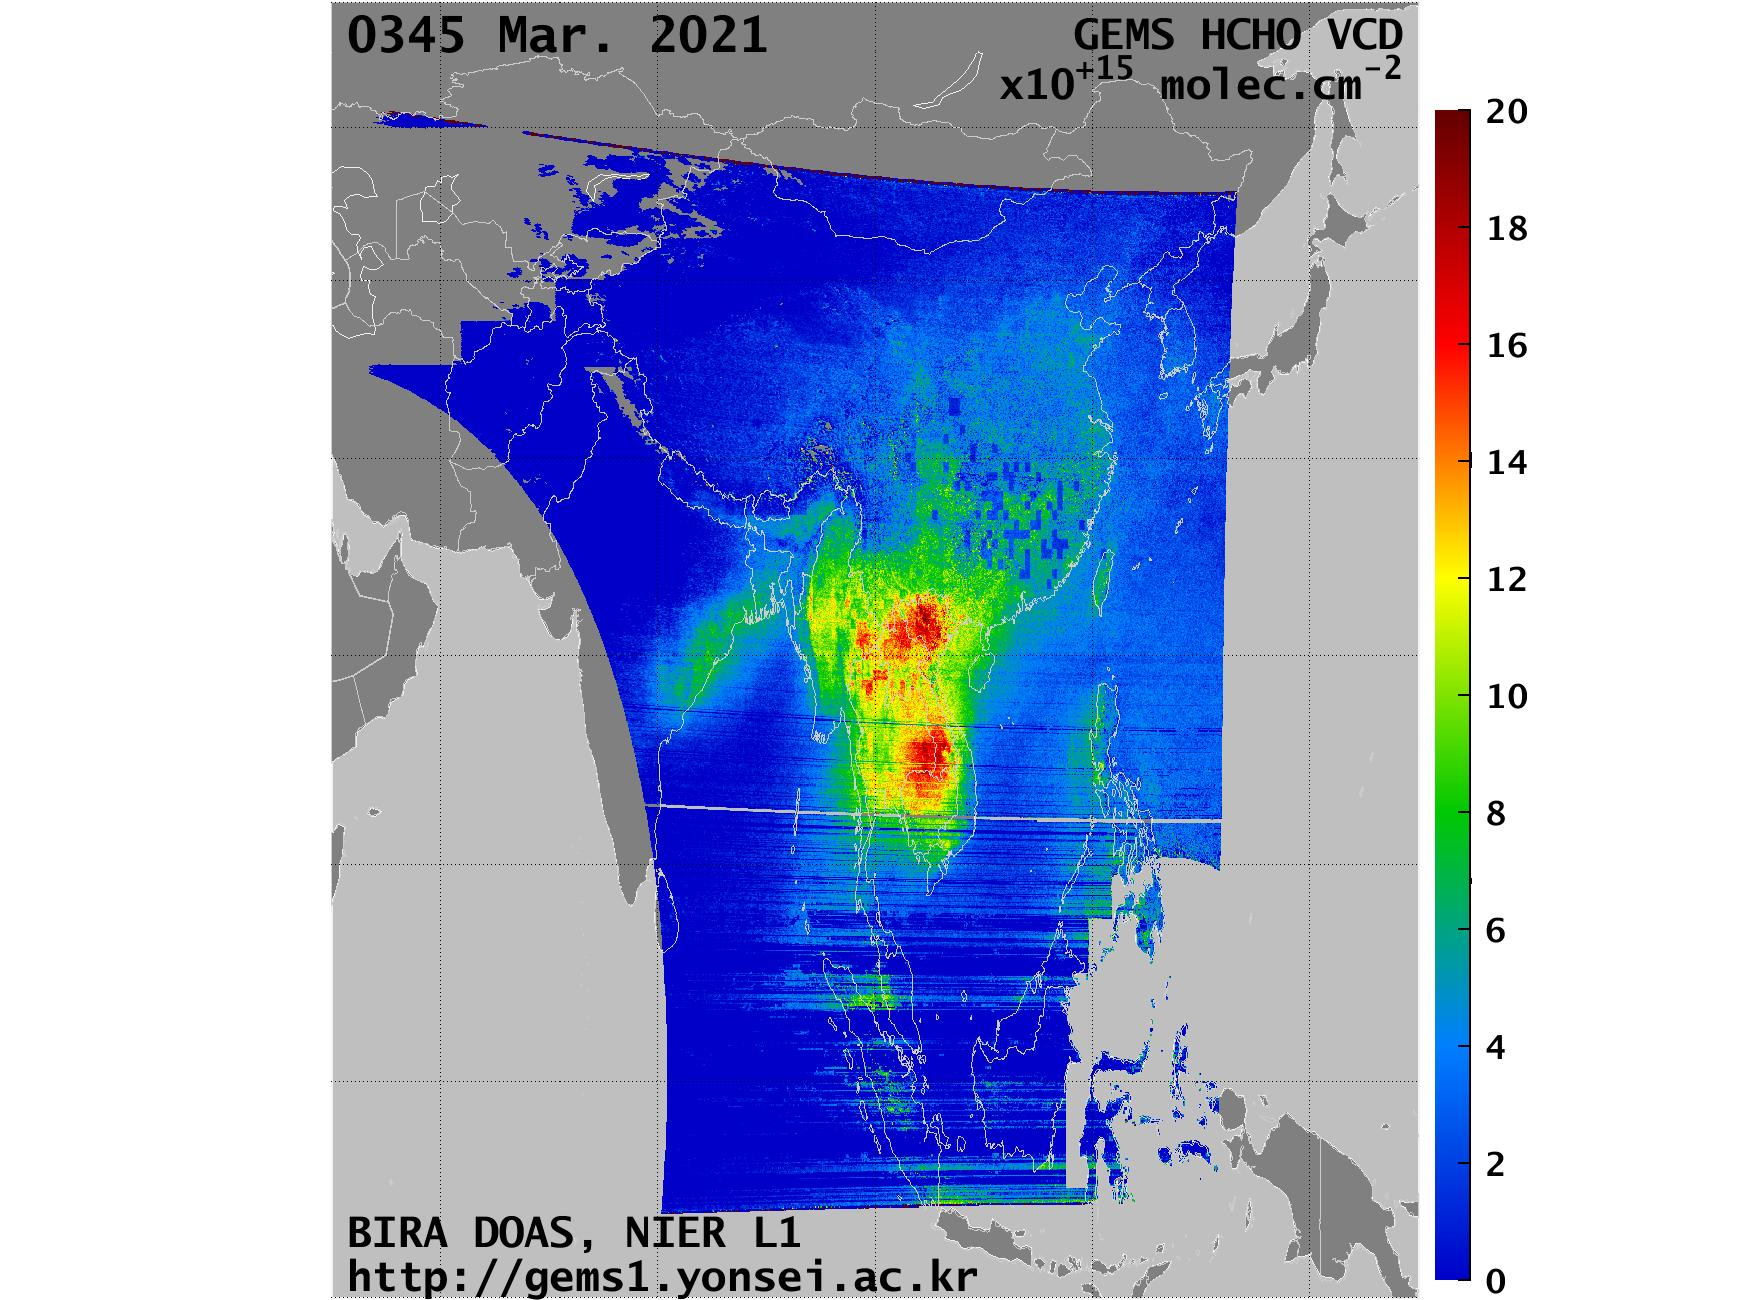 0345 Mar. 2021
GEMS HCHO VCD
x10+15 molec.cm-2
20
18
16
14
12
10
8
6
4
2
0
BIRA DOAS, NIER L1
http://gems1.yonsei.ac.kr